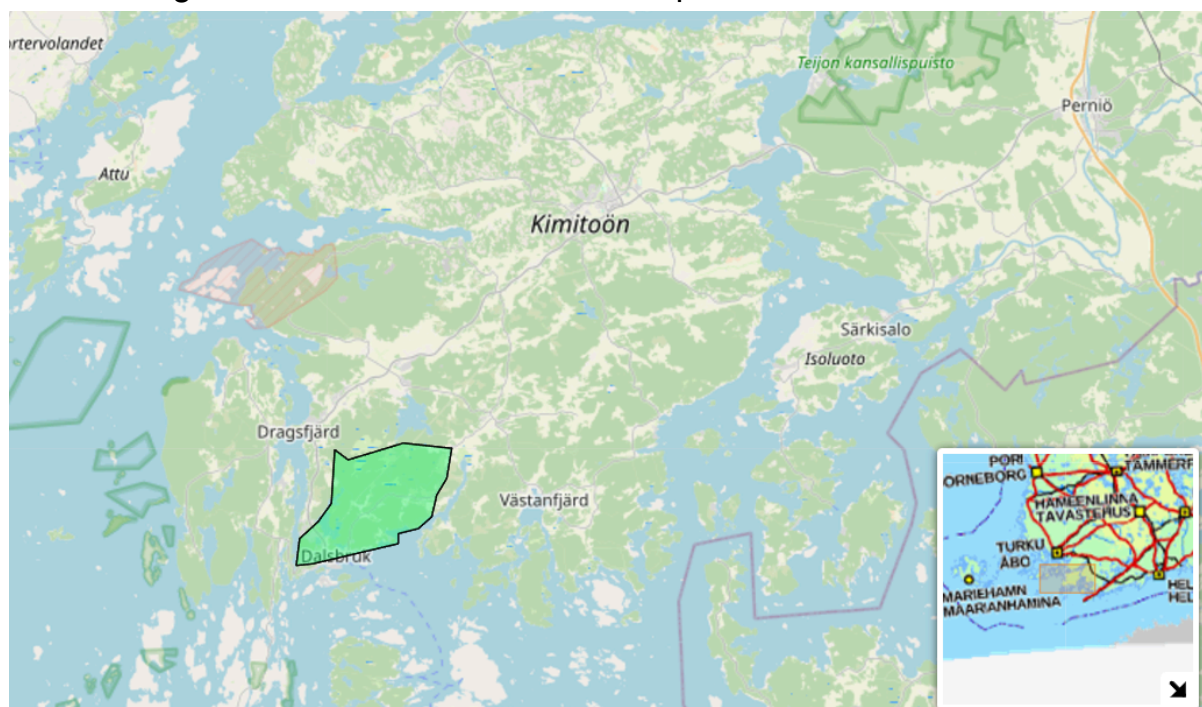 ortervolandet
Teijon kansallispuisto
Perniö
Attu
Kimitoön
Särkisalo
Isoluoto
Dragsfjärd
Västanfjärd
Dalsbruk
PORI
ORNEBORG
TAMMERF
HÄMEENLINNA
TAVASTEHUS
TURKU
ÅBO
HEL
HEL
MARIEHAMN
MAARIANHAMINA